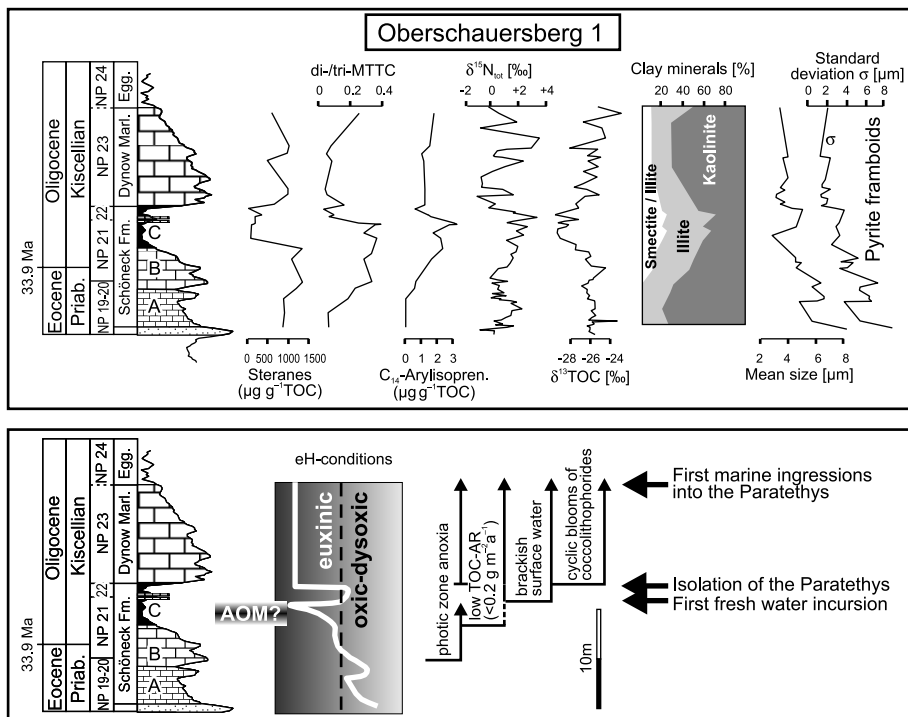 Oberschauersberg 1
di-/tri-MTTC
0 0.2 0.4
δ¹⁵Ntot [‰]
-2 0 +2 +4
Clay minerals [%]
20 40 60 80
Standard
deviation σ [µm]
0 2 4 6 8
33.9 Ma
Eocene
Oligocene
Priab.
Kiscellian
NP 19-20
NP 21
22
NP 23
NP 24
Schöneck Fm.
Dynow Marl.
Egg.
A
B
C
Smectite / Illite
Illite
Kaolinite
σ
Pyrite framboids
0 500 1000 1500
Steranes
(µg g⁻¹TOC)
0 1 2 3
C₁₄-Arylisopren.
(µg g⁻¹TOC)
-28 -26 -24
δ¹³TOC [‰]
2 4 6 8
Mean size [µm]
33.9 Ma
Eocene
Oligocene
Priab.
Kiscellian
NP 19-20
NP 21
22
NP 23
NP 24
Schöneck Fm.
Dynow Marl.
Egg.
A
B
C
eH-conditions
euxinic
oxic-dysoxic
AOM?
photic zone anoxia
low TOC-AR
(<0.2 g m⁻²a⁻¹)
brackish
surface water
cyclic blooms of
coccolithophorides
10m
First marine ingressions
into the Paratethys
Isolation of the Paratethys
First fresh water incursion